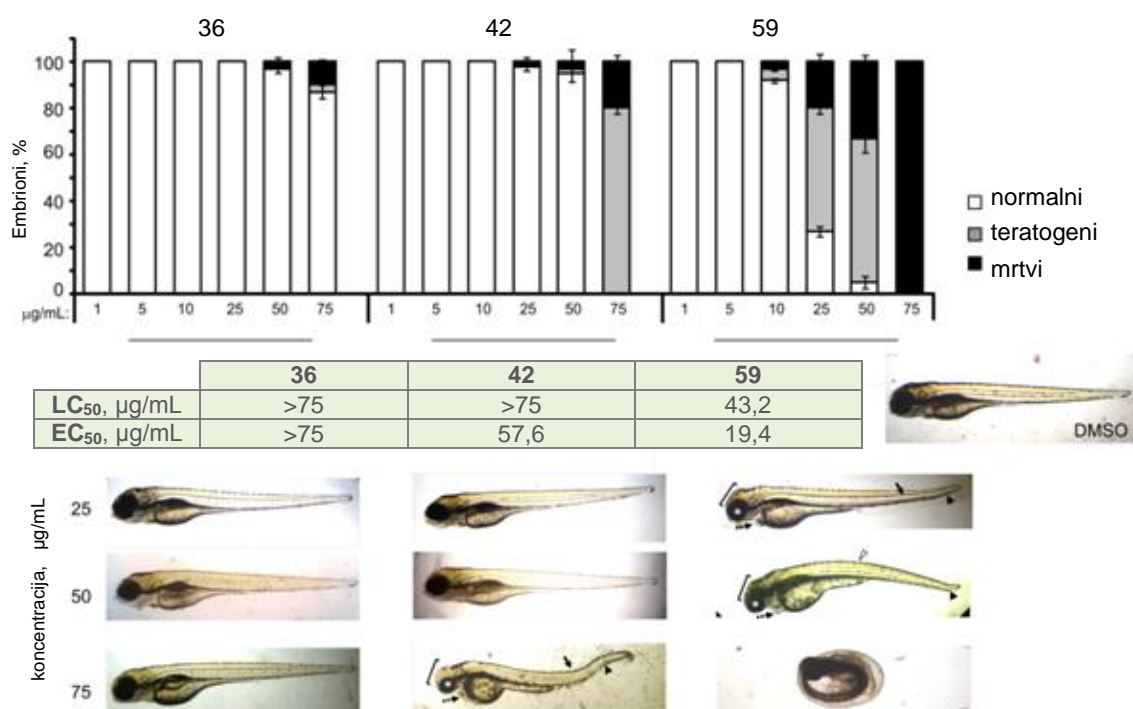 36 42 59
Embrioni, %
100
80
60
40
20
0
µg/mL: 1 5 10 25 50 75 1 5 10 25 50 75 1 5 10 25 50 75
normalni
teratogeni
mrtvi
36 42 59
LC50, µg/mL >75 >75 43,2
EC50, µg/mL >75 57,6 19,4
DMSO
koncentracija, µg/mL
25
50
75